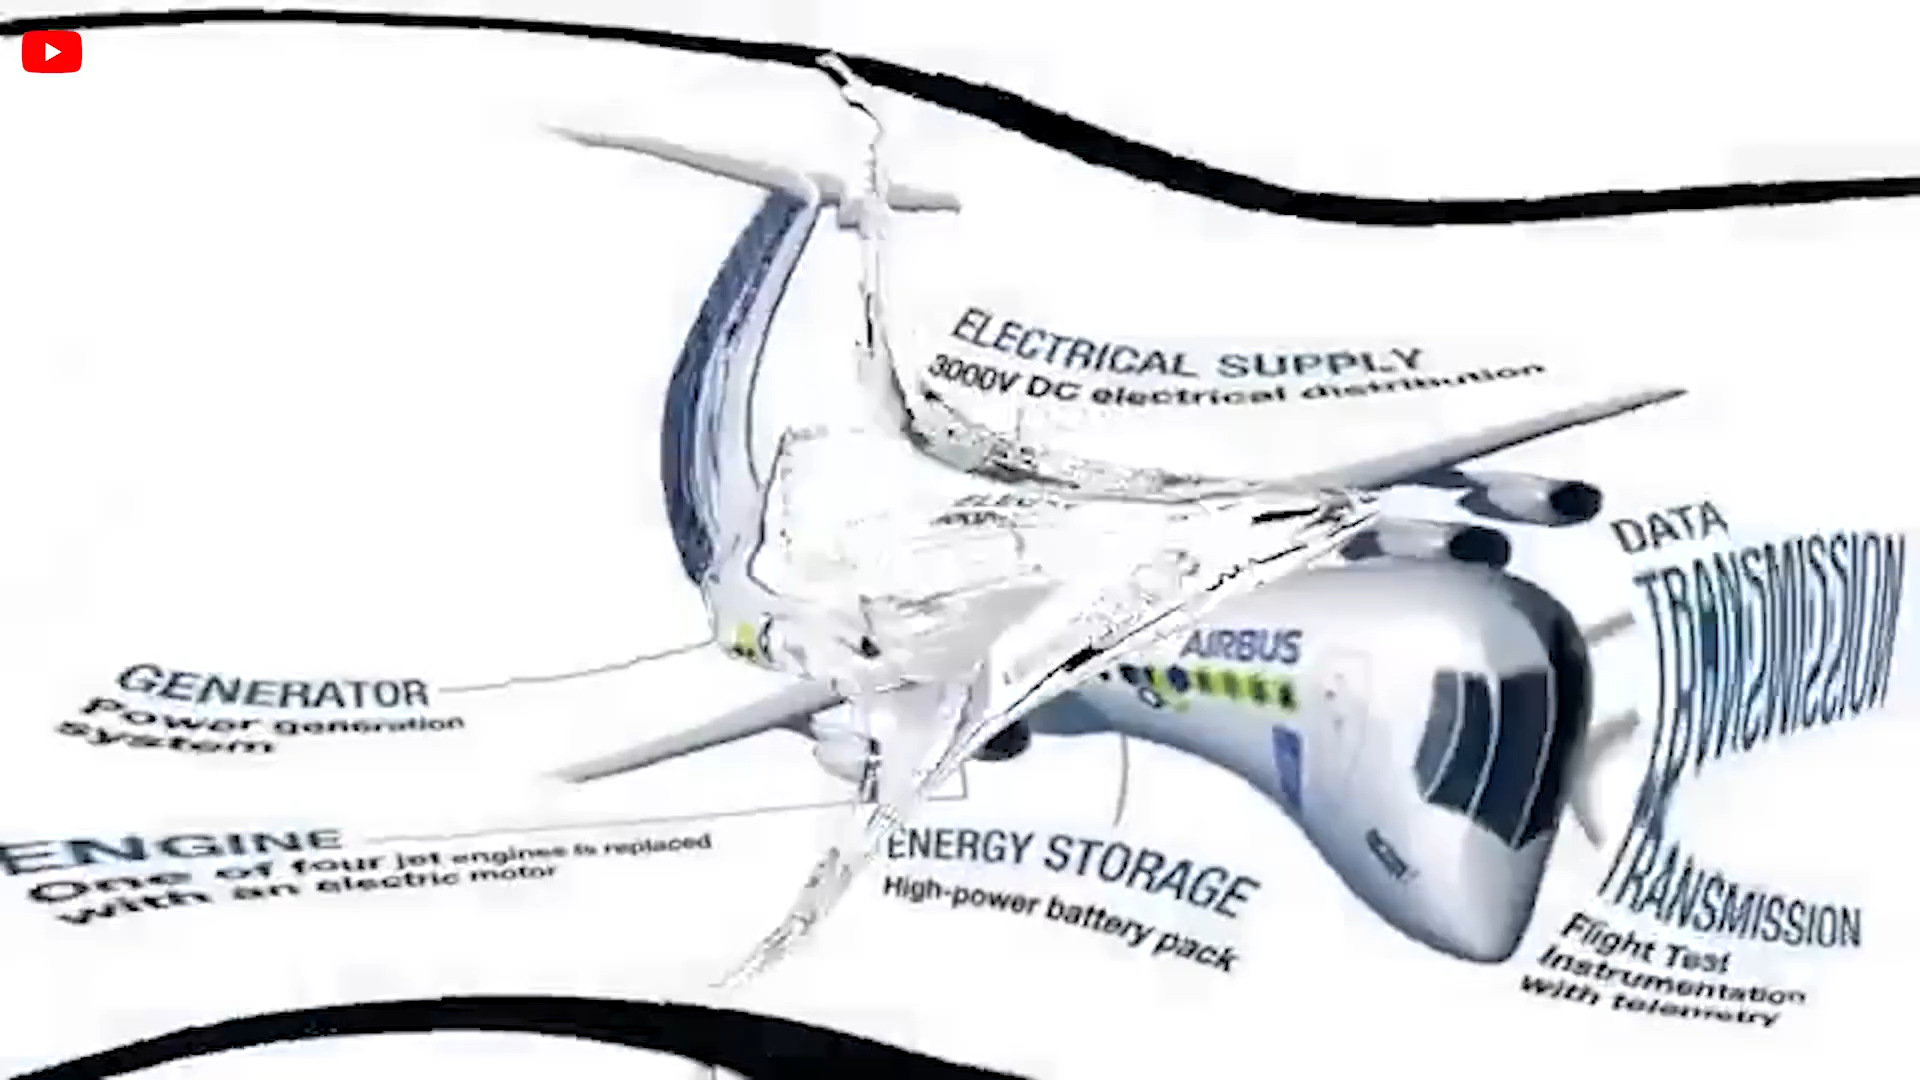 ELECTRICAL SUPPLY
3000V DC electrical distribution
DATA
TRANSMISSION
TRANSMISSION
Flight Test
Instrumentation
with telemetry
AIRBUS
GENERATOR
Power generation
system
ENGINE
One of four jet engines is replaced
with an electric motor
ENERGY STORAGE
High-power battery pack